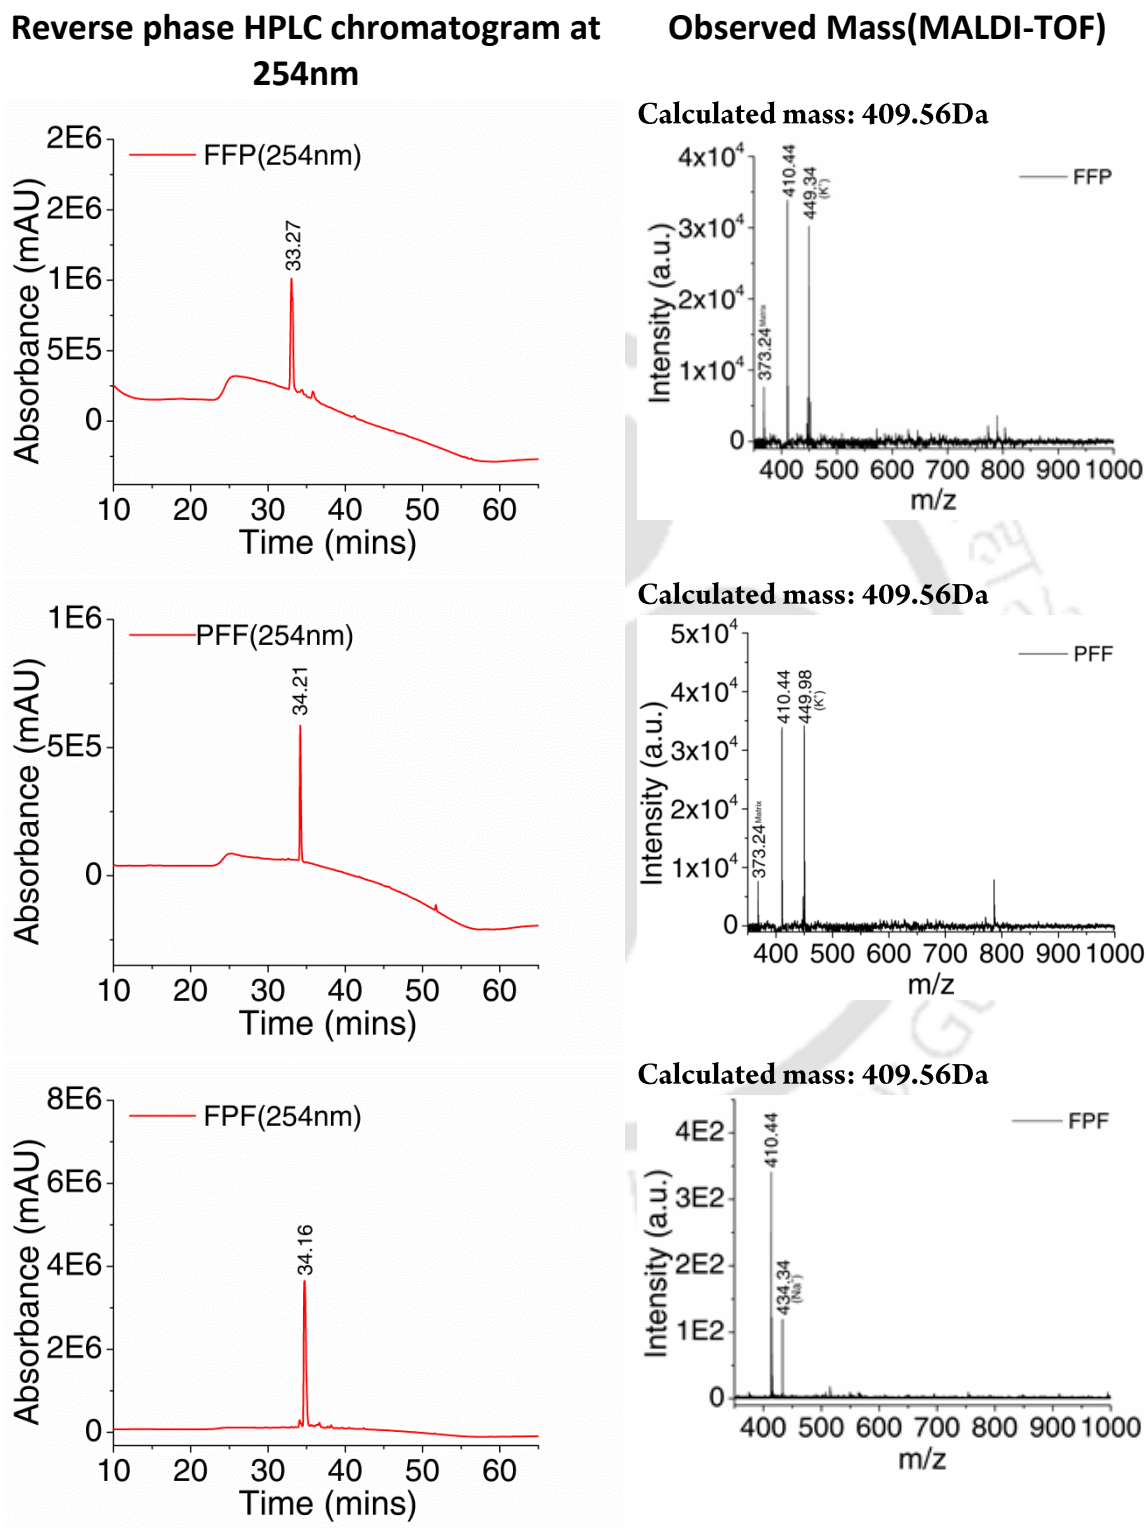 Reverse phase HPLC chromatogram at
254nm
Observed Mass(MALDI-TOF)
2E6
2E6
1E6
5E5
0
Absorbance (mAU)
FFP(254nm)
33.27
10 20 30 40 50 60
Time (mins)
Calculated mass: 409.56Da
4x10⁴
3x10⁴
2x10⁴
1x10⁴
0
Intensity (a.u.)
FFP
373.24 Matrix
410.44
449.34
(K⁺)
400 500 600 700 800 900 1000
m/z
1E6
5E5
0
Absorbance (mAU)
PFF(254nm)
34.21
10 20 30 40 50 60
Time (mins)
Calculated mass: 409.56Da
5x10⁴
4x10⁴
3x10⁴
2x10⁴
1x10⁴
0
Intensity (a.u.)
PFF
373.24 Matrix
410.44
449.98
(K⁺)
400 500 600 700 800 900 1000
m/z
8E6
6E6
4E6
2E6
0
Absorbance (mAU)
FPF(254nm)
34.16
10 20 30 40 50 60
Time (mins)
Calculated mass: 409.56Da
4E2
3E2
2E2
1E2
0
Intensity (a.u.)
FPF
410.44
434.34
(Na⁺)
400 500 600 700 800 900 1000
m/z